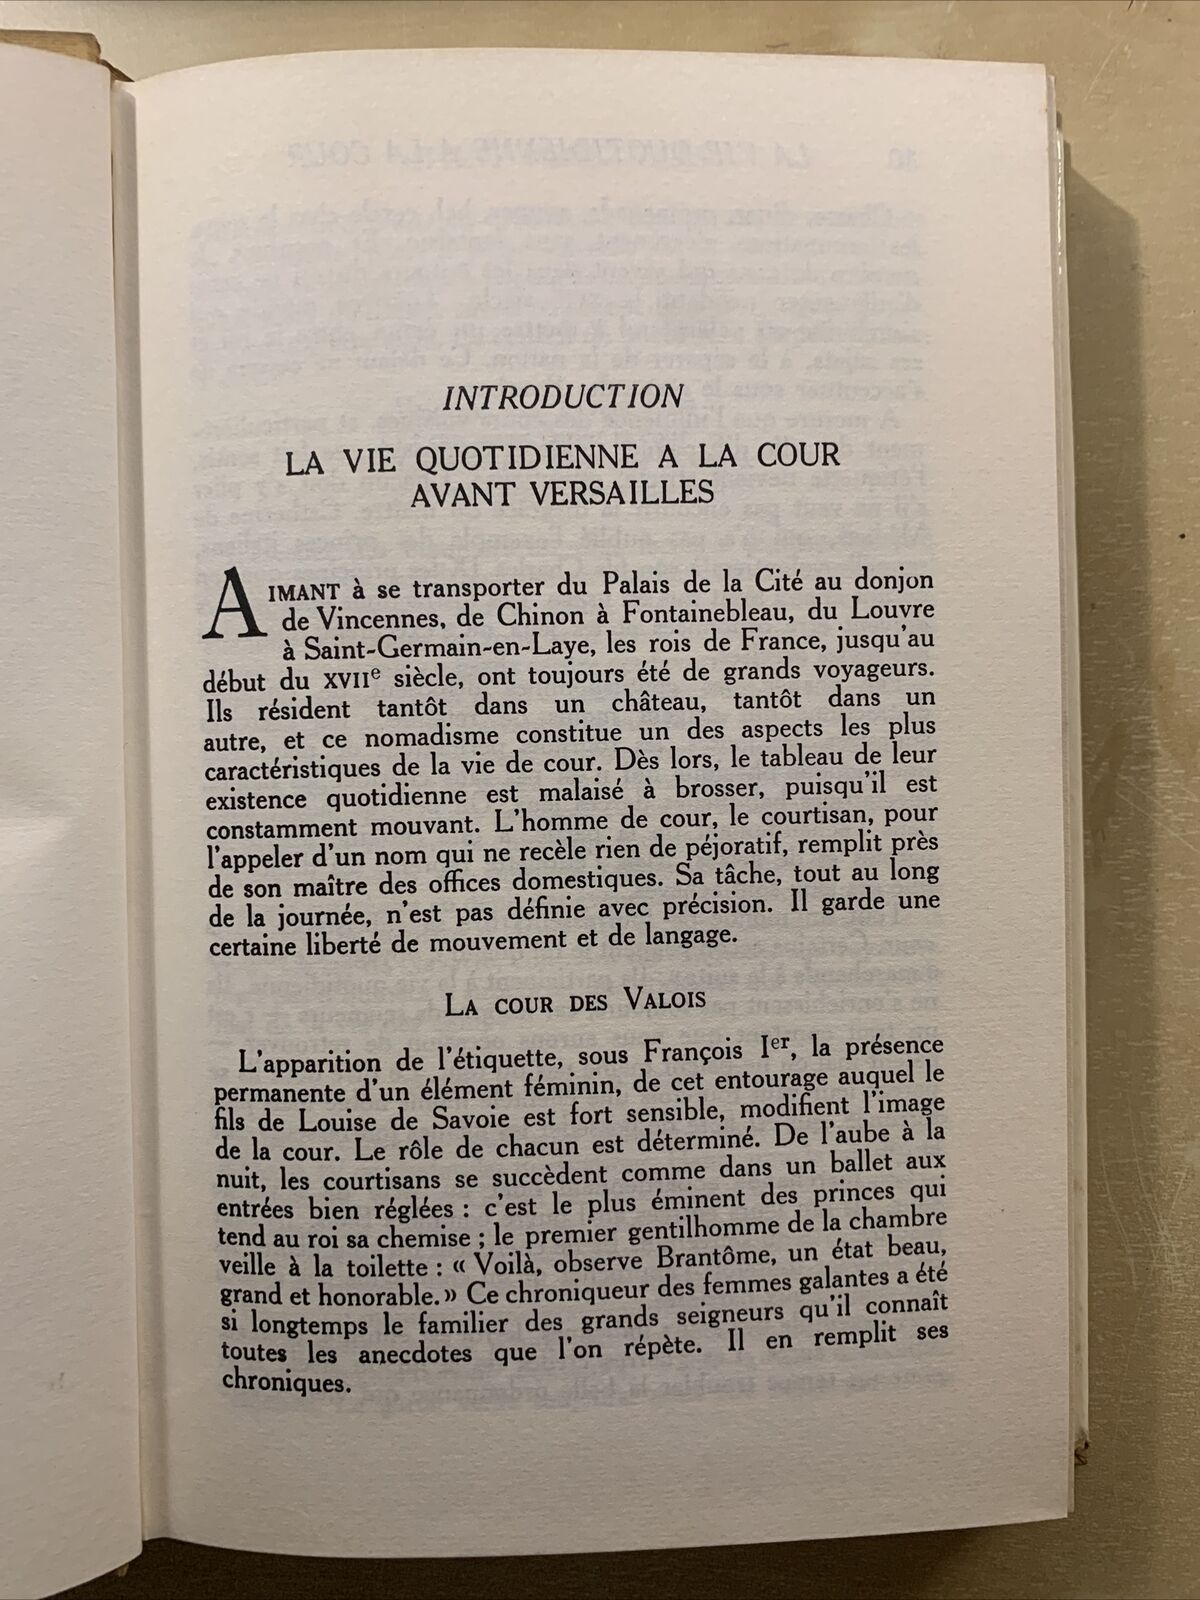 INTRODUCTION
LA VIE QUOTIDIENNE A LA COUR
AVANT VERSAILLES
AIMANT à se transporter du Palais de la Cité au donjon
de Vincennes, de Chinon à Fontainebleau, du Louvre
à Saint-Germain-en-Laye, les rois de France, jusqu'au
début du XVIIe siècle, ont toujours été de grands voyageurs.
Ils résident tantôt dans un château, tantôt dans un
autre, et ce nomadisme constitue un des aspects les plus
caractéristiques de la vie de cour. Dès lors, le tableau de leur
existence quotidienne est malaisé à brosser, puisqu'il est
constamment mouvant. L'homme de cour, le courtisan, pour
l'appeler d'un nom qui ne recèle rien de péjoratif, remplit près
de son maître des offices domestiques. Sa tâche, tout au long
de la journée, n'est pas définie avec précision. Il garde une
certaine liberté de mouvement et de langage.
LA COUR DES VALOIS
L'apparition de l'étiquette, sous François Ier, la présence
permanente d'un élément féminin, de cet entourage auquel le
fils de Louise de Savoie est fort sensible, modifient l'image
de la cour. Le rôle de chacun est déterminé. De l'aube à la
nuit, les courtisans se succèdent comme dans un ballet aux
entrées bien réglées : c'est le plus éminent des princes qui
tend au roi sa chemise ; le premier gentilhomme de la chambre
veille à la toilette : « Voilà, observe Brantôme, un état beau,
grand et honorable. » Ce chroniqueur des femmes galantes a été
si longtemps le familier des grands seigneurs qu'il connaît
toutes les anecdotes que l'on répète. Il en remplit ses
chroniques.